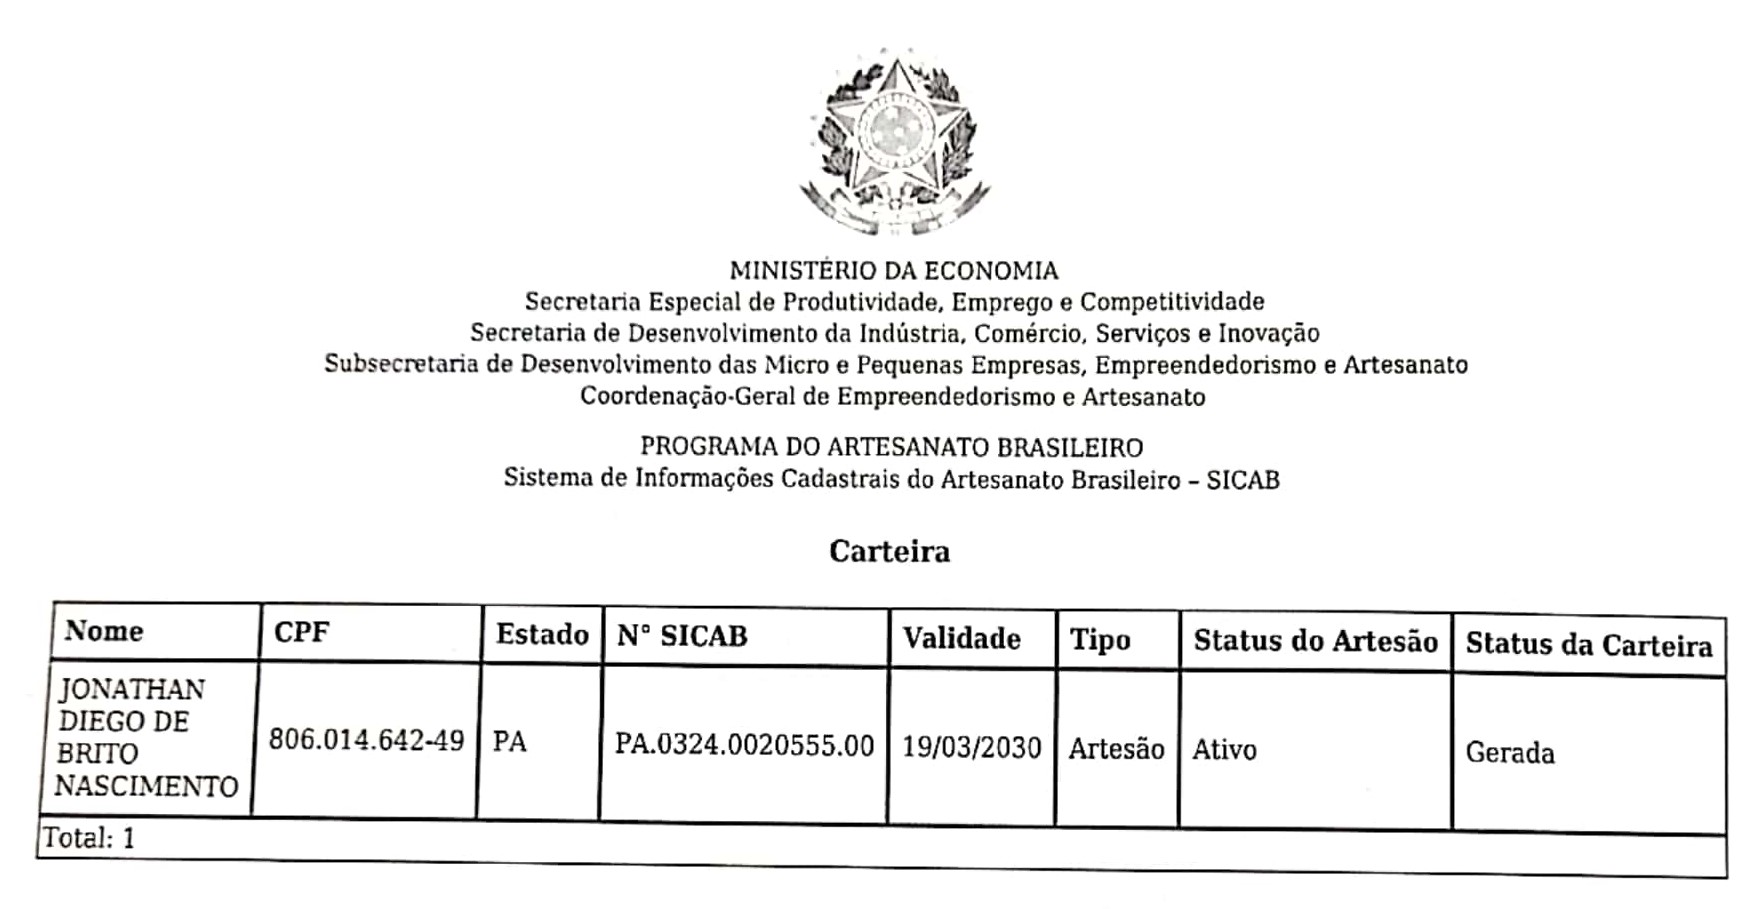 MINISTÉRIO DA ECONOMIA
Secretaria Especial de Produtividade, Emprego e Competitividade
Secretaria de Desenvolvimento da Indústria, Comércio, Serviços e Inovação
Subsecretaria de Desenvolvimento das Micro e Pequenas Empresas, Empreendedorismo e Artesanato
Coordenação-Geral de Empreendedorismo e Artesanato
PROGRAMA DO ARTESANATO BRASILEIRO
Sistema de Informações Cadastrais do Artesanato Brasileiro – SICAB
Carteira
Nome CPF Estado N° SICAB Validade Tipo Status do Artesão Status da Carteira
JONATHAN
DIEGO DE
BRITO
NASCIMENTO
806.014.642-49 PA PA.0324.0020555.00 19/03/2030 Artesão Ativo Gerada
Total: 1